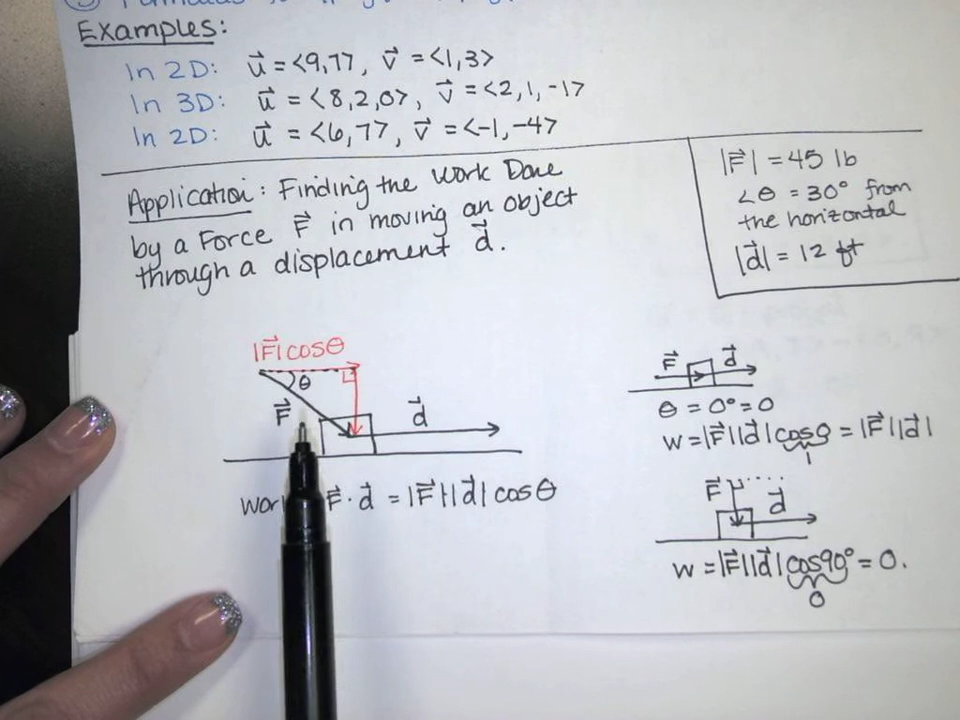 Examples:
In 2D: u⃗ = <9,7>, v⃗ = <1,3>
In 3D: u⃗ = <8,2,0>, v⃗ = <2,1,-1>
In 2D: u⃗ = <6,7>, v⃗ = <-1,-4>
Application: Finding the Work Done
by a Force F⃗ in moving an object
through a displacement d⃗.
|F⃗| = 45 lb
∠θ = 30° from
the horizontal
|d⃗| = 12 ft
|F⃗|cosθ
θ
F⃗
d⃗
F⃗ · d⃗ = |F⃗||d⃗|cosθ
F⃗ d⃗
θ = 0° = 0
W = |F⃗||d⃗|cosθ = |F⃗||d⃗|
1
F⃗ d⃗
W = |F⃗||d⃗|cos90° = 0.
0